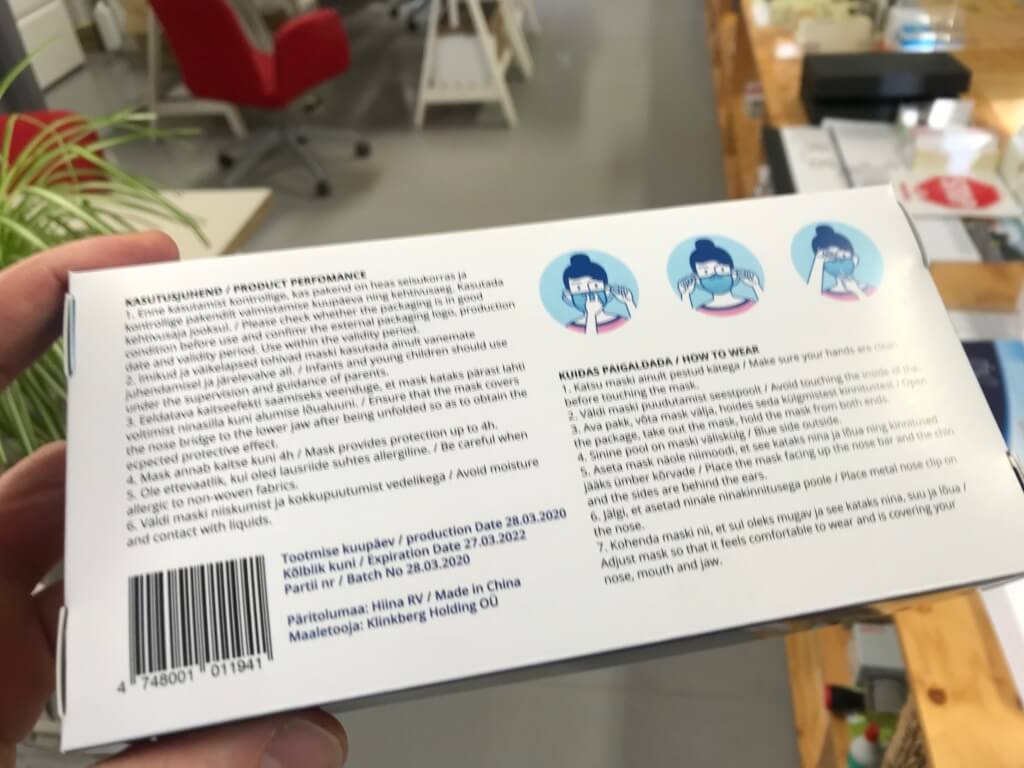 KASUTUSJUHEND / PRODUCT PERFOMANCE
1. Enne kasutamist kontrollige, kas pakend on heas seisukorras ja
kontrollige pakendilt valmistamise kuupäeva ning kehtivusaeg. Kasutada
kehtivusaja jooksul. / Please check whether the packaging is in good
condition before use and confirm the external packaging logo, production
date and validity period. Use within the validity period.
2. Imikud ja väikelapsed tohivad maski kasutada ainult vanemate
juhendamisel ja järelevalve all. / Infants and young children should use
under the supervision and guidance of parents.
3. Eeldatava kaitseefekti saamiseks veenduge, et mask kataks pärast lahti
voltimist ninasilla kuni alumise lõualuuni. / Ensure that the mask covers
the nose bridge to the lower jaw after being unfolded so as to obtain the
ecpected protective effect.
4. Mask annab kaitse kuni 4h / Mask provides protection up to 4h.
5. Ole ettevaatlik, kui oled lausriide suhtes allergiline. / Be careful when
allergic to non-woven fabrics.
6. Väldi maski niiskumist ja kokkupuutumist vedelikega / Avoid moisture
and contact with liquids.
Tootmise kuupäev / production Date 28.03.2020
Kõlblik kuni / Expiration Date 27.03.2022
Partii nr / Batch No 28.03.2020
Päritolumaa: Hiina RV / Made in China
Maaletooja: Klinkberg Holding OÜ
4 748001 011941
KUIDAS PAIGALDADA / HOW TO WEAR
1. Katsu maski ainult pestud kätega / Make sure your hands are clean
before touching the mask.
2. Väldi maski puudutamist seestpoolt / Avoid touching the inside of the
3. Ava pakk, võta mask välja, hoides seda külgmistest kinnitustest / Open
the package, take out the mask, hold the mask from both ends.
4. Sinine pool on maski väliskülg / Blue side outside.
5. Aseta mask näole niimoodi, et see kataks nina ja lõua ning kinnitused
jääks ümber kõrvade / Place the mask facing up the nose bar and the chin
and the sides are behind the ears.
6. Jälgi, et asetad ninale ninakinnitusega poole / Place metal nose clip on
the nose.
7. Kohenda maski nii, et sul oleks mugav ja see kataks nina, suu ja lõua /
Adjust mask so that it feels comfortable to wear and is covering your
nose, mouth and jaw.